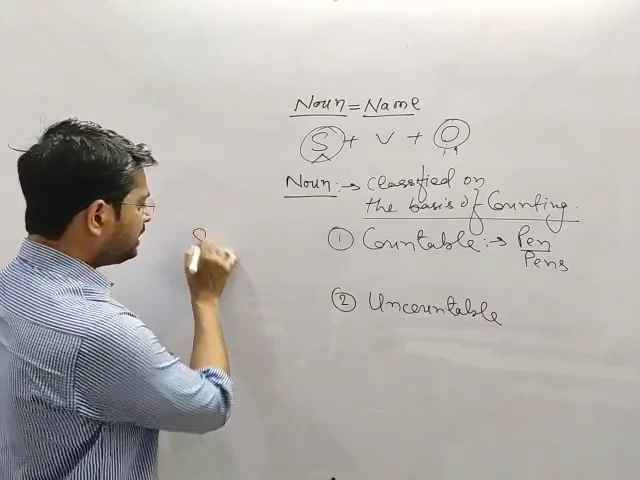 Noun = Name
S + V + O
Noun :→ Classified on
the basis of Counting.
① Countable :→ Pen
Pens
② Uncountable